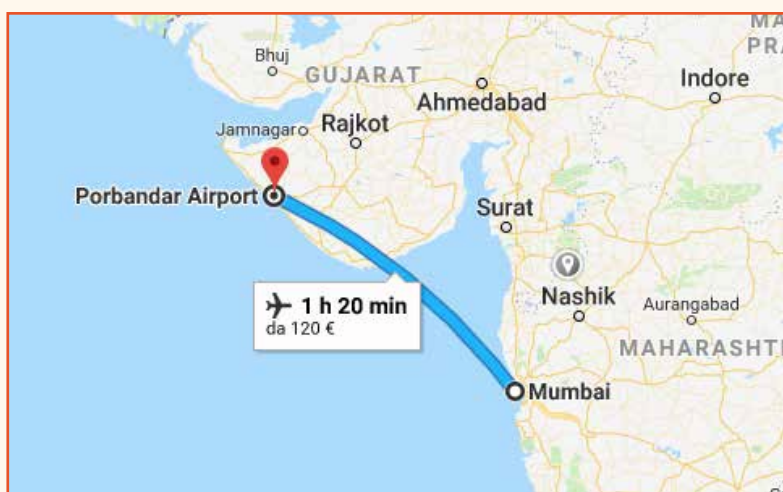 MA
PRA
Bhuj
GUJARAT
Indore
Ahmedabad
Jamnagar
Rajkot
Porbandar Airport
Surat
1 h 20 min
da 120 €
Nashik
Aurangabad
MAHARASHT
Mumbai